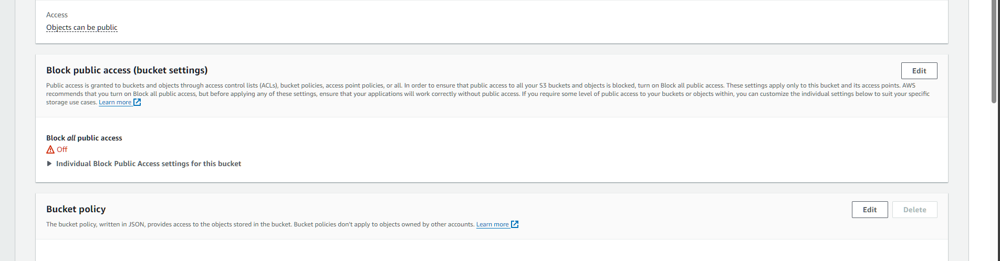 Access
Objects can be public
Block public access (bucket settings)
Edit
Public access is granted to buckets and objects through access control lists (ACLs), bucket policies, access point policies, or all. In order to ensure that public access to all your S3 buckets and objects is blocked, turn on Block all public access. These settings apply only to this bucket and its access points. AWS
recommends that you turn on Block all public access, but before applying any of these settings, ensure that your applications will work correctly without public access. If you require some level of public access to your buckets or objects within, you can customize the individual settings below to suit your specific
storage use cases. Learn more
Block all public access
Off
Individual Block Public Access settings for this bucket
Bucket policy
Edit
Delete
The bucket policy, written in JSON, provides access to the objects stored in the bucket. Bucket policies don't apply to objects owned by other accounts. Learn more